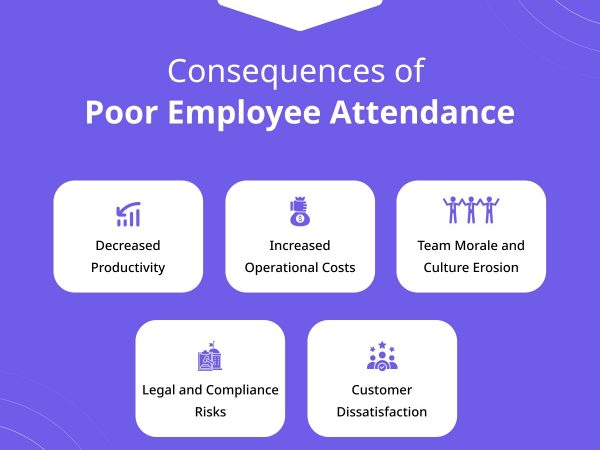 Consequences of
Poor Employee Attendance
Decreased
Productivity
Increased
Operational Costs
Team Morale and
Culture Erosion
Legal and Compliance
Risks
Customer
Dissatisfaction